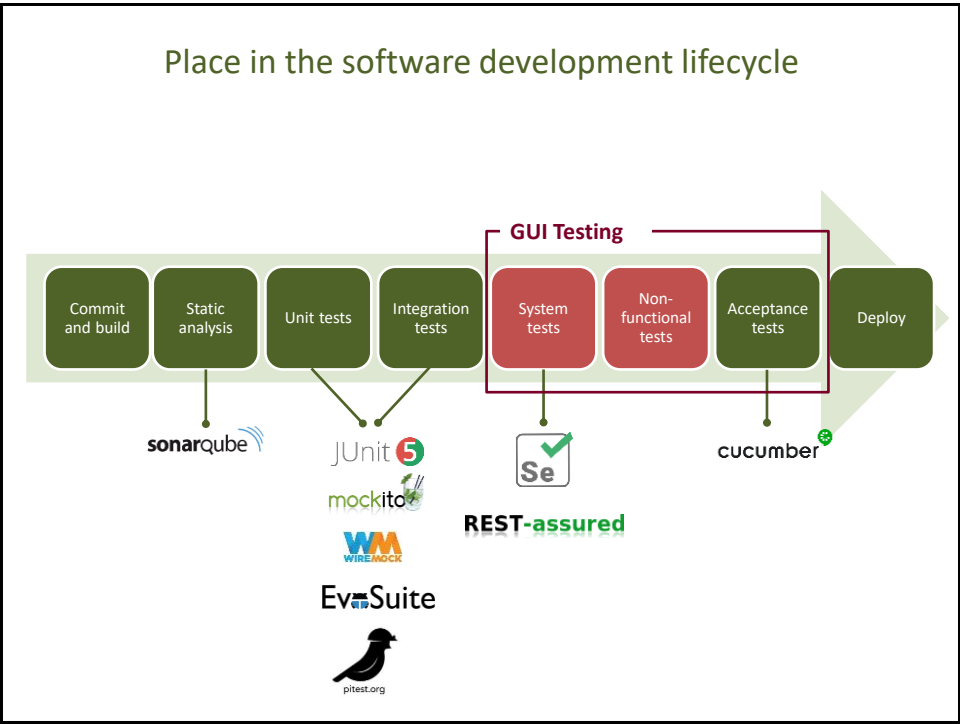 Place in the software development lifecycle
GUI Testing
Commit
and build
Static
analysis
Unit tests
Integration
tests
System
tests
Non-
functional
tests
Acceptance
tests
Deploy
sonarqube
JUnit 5
mockito
WM
WIREMOCK
EvoSuite
pitest.org
Se
REST-assured
cucumber